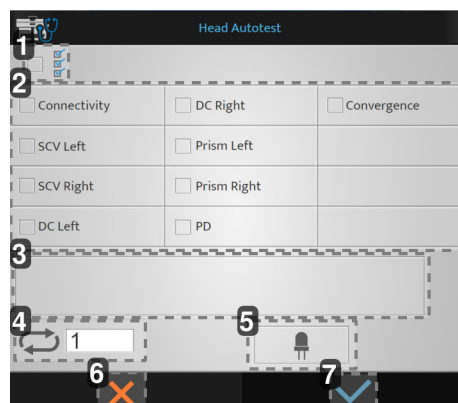 Head Autotest
1
2
Connectivity DC Right Convergence
SCV Left Prism Left
SCV Right Prism Right
DC Left PD
3
4 5
1
6 7